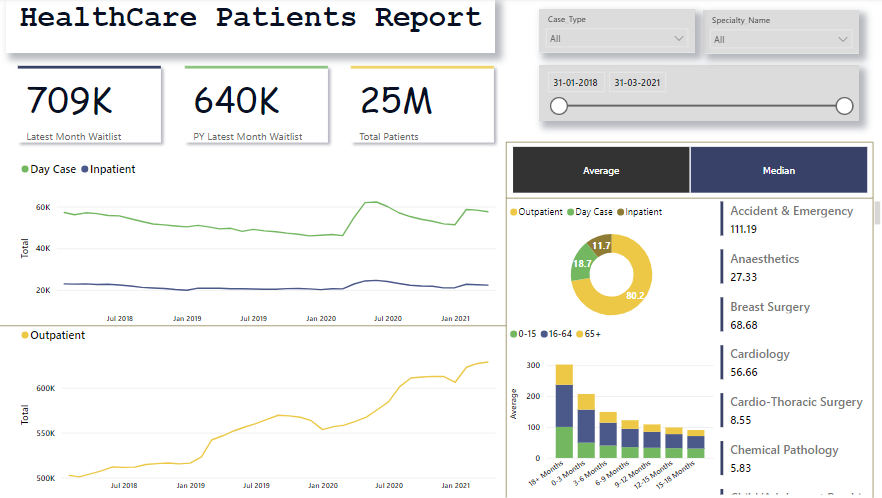 HealthCare Patients Report
Case_Type
All
Specialty_Name
All
31-01-2018 31-03-2021
709K
Latest Month Waitlist
640K
PY Latest Month Waitlist
25M
Total Patients
Day Case Inpatient
Total
60K
40K
20K
Jul 2018 Jan 2019 Jul 2019 Jan 2020 Jul 2020 Jan 2021
Outpatient
Total
600K
550K
500K
Jul 2018 Jan 2019 Jul 2019 Jan 2020 Jul 2020 Jan 2021
Average Median
Outpatient Day Case Inpatient
11.7
18.7
80.2
0-15 16-64 65+
Average
300
200
100
0
18+ Months 0-3 Months 3-6 Months 6-9 Months 9-12 Months 12-15 Months 15-18 Months
Accident & Emergency
111.19
Anaesthetics
27.33
Breast Surgery
68.68
Cardiology
56.66
Cardio-Thoracic Surgery
8.55
Chemical Pathology
5.83